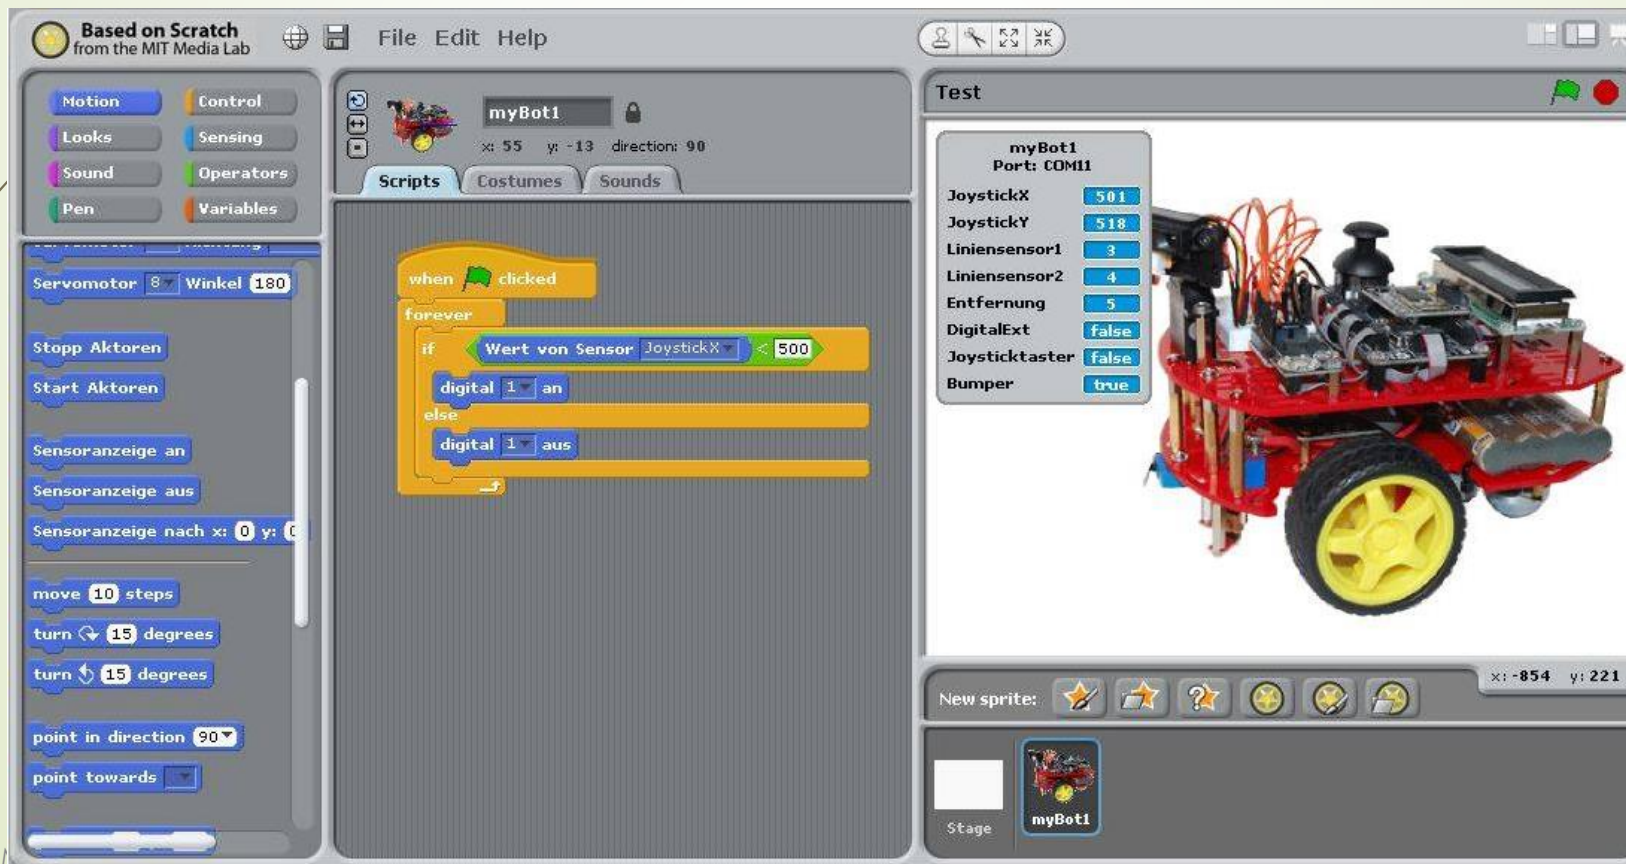 Based on Scratch
from the MIT Media Lab
File Edit Help
Motion Control
Looks Sensing
Sound Operators
Pen Variables
Servomotor 8 Winkel 180
Stopp Aktoren
Start Aktoren
Sensoranzeige an
Sensoranzeige aus
Sensoranzeige nach x: 0 y:
move 10 steps
turn 15 degrees
turn 15 degrees
point in direction 90
point towards
myBot1
x: 55 y: -13 direction: 90
Scripts Costumes Sounds
when clicked
forever
if Wert von Sensor JoystickX < 500
digital 1 an
else
digital 1 aus
Test
myBot1
Port: COM11
JoystickX 501
JoystickY 518
Liniensensor1 3
Liniensensor2 4
Entfernung 5
DigitalExt false
Joysticktaster false
Bumper true
x: -854 y: 221
New sprite:
Stage
myBot1